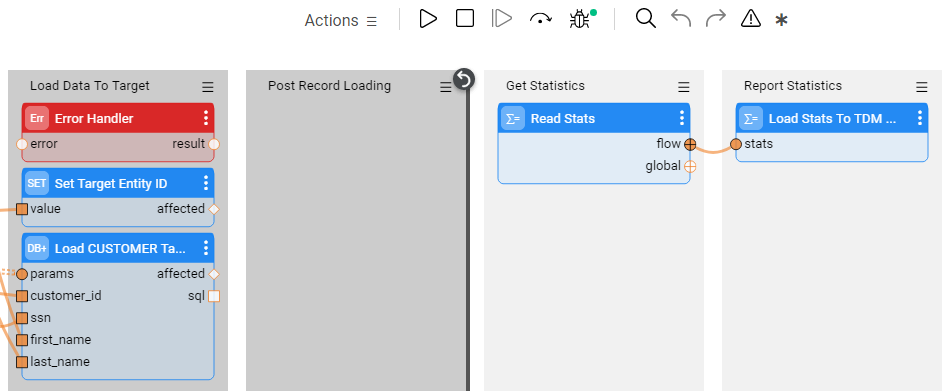 Actions
Load Data To Target
Err Error Handler
error result
SET Set Target Entity ID
value affected
DB+ Load CUSTOMER Ta...
params affected
customer_id sql
ssn
first_name
last_name
Post Record Loading
Get Statistics
Σ= Read Stats
flow
global
Report Statistics
Σ= Load Stats To TDM ...
stats